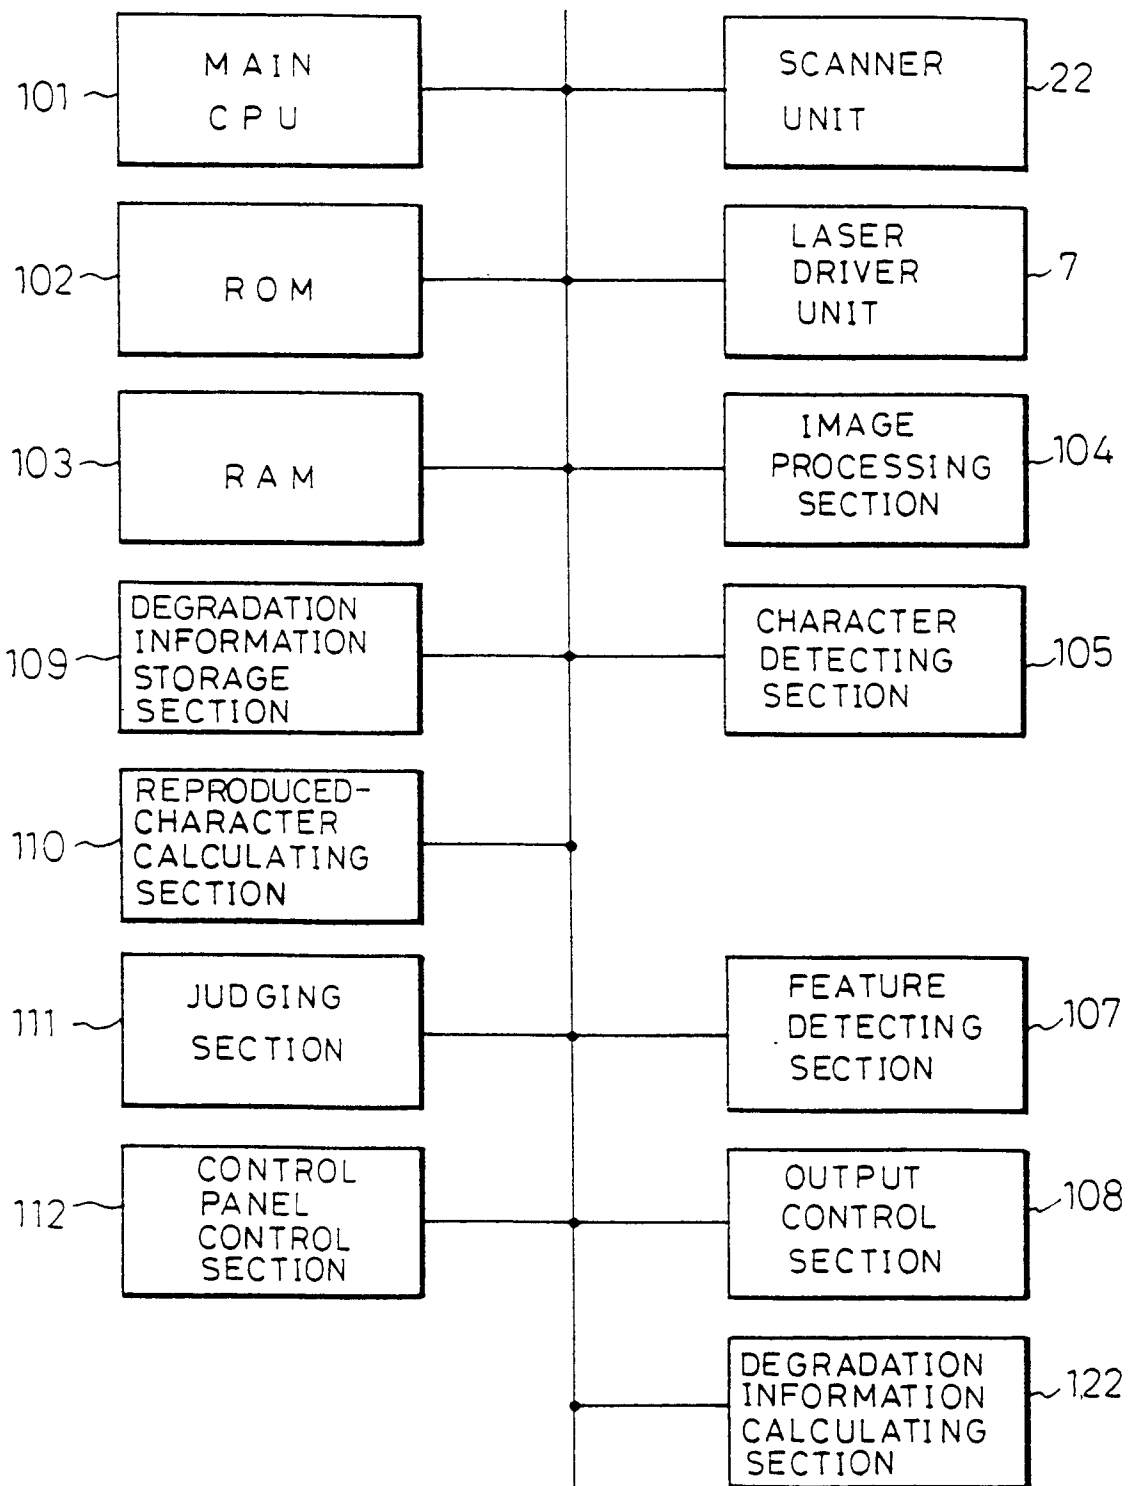 MAIN
CPU
101
SCANNER
UNIT
22
ROM
102
LASER
DRIVER
UNIT
7
RAM
103
IMAGE
PROCESSING
SECTION
104
DEGRADATION
INFORMATION
STORAGE
SECTION
109
CHARACTER
DETECTING
SECTION
105
REPRODUCED-
CHARACTER
CALCULATING
SECTION
110
JUDGING
SECTION
111
FEATURE
DETECTING
SECTION
107
CONTROL
PANEL
CONTROL
SECTION
112
OUTPUT
CONTROL
SECTION
108
DEGRADATION
INFORMATION
CALCULATING
SECTION
122